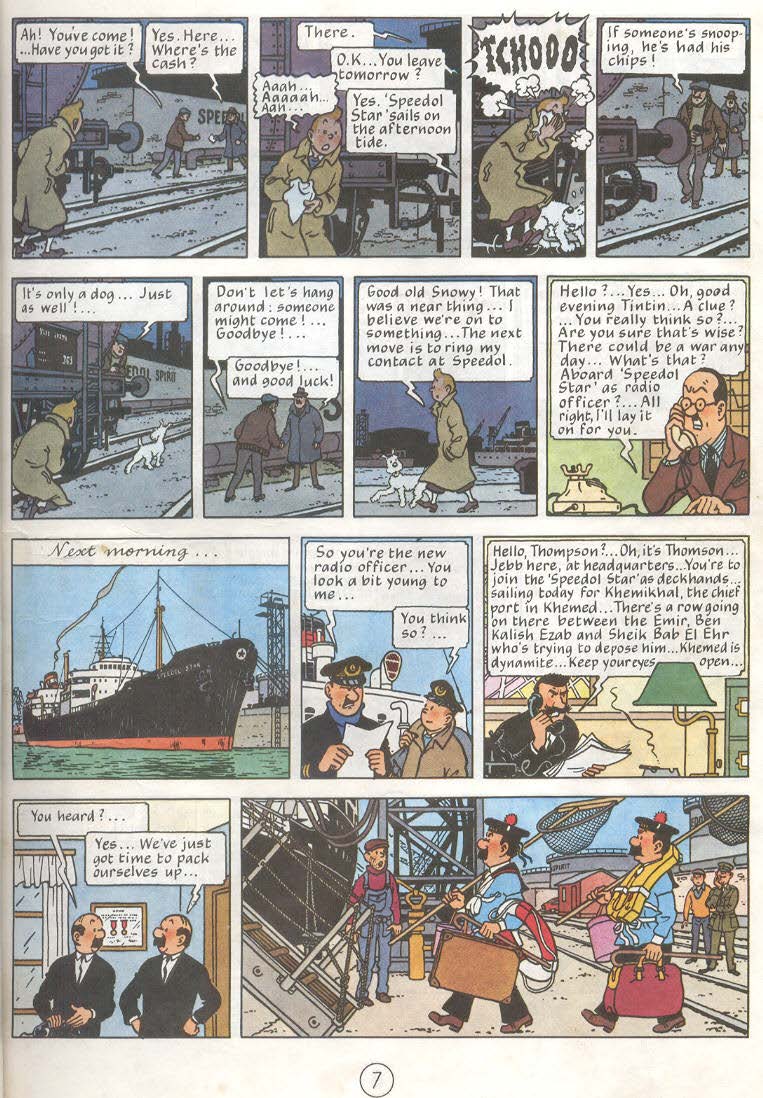 Ah! You've come!
...Have you got it?
Yes. Here...
Where's the
cash?
SPEEDOL
There.
O.K... You leave
tomorrow?
Aaah...
Aaaaah...
Aah...
Yes, 'Speedol
Star' sails on
the afternoon
tide.
TCHOOO
If someone's snoop-
ing, he's had his
chips!
It's only a dog... Just
as well!...
SPIRIT
Don't let's hang
around: someone
might come!...
Goodbye!...
Goodbye!...
and good luck!
Good old Snowy! That
was a near thing... I
believe we're on to
something... The next
move is to ring my
contact at Speedol.
Hello?... Yes... Oh, good
evening Tintin... A clue?
... You really think so?...
Are you sure that's wise?
There could be a war any
day... What's that?
Aboard 'Speedol
Star' as radio
officer?... All
right, I'll lay it
on for you.
Next morning...
SPEEDOL STAR
So you're the new
radio officer... You
look a bit young to
me...
You think
so?...
Hello, Thompson?... Oh, it's Thomson...
Jebb here, at headquarters... You're to
join the 'Speedol Star' as deckhands...
sailing today for Khemikhal, the chief
port in Khemed... There's a row going
on there between the Emir, Ben
Kalish Ezab and Sheik Bab El Ehr
who's trying to depose him... Khemed is
dynamite... Keep your eyes open...
You heard?...
Yes... We've just
got time to pack
ourselves up...
SPIRIT
7